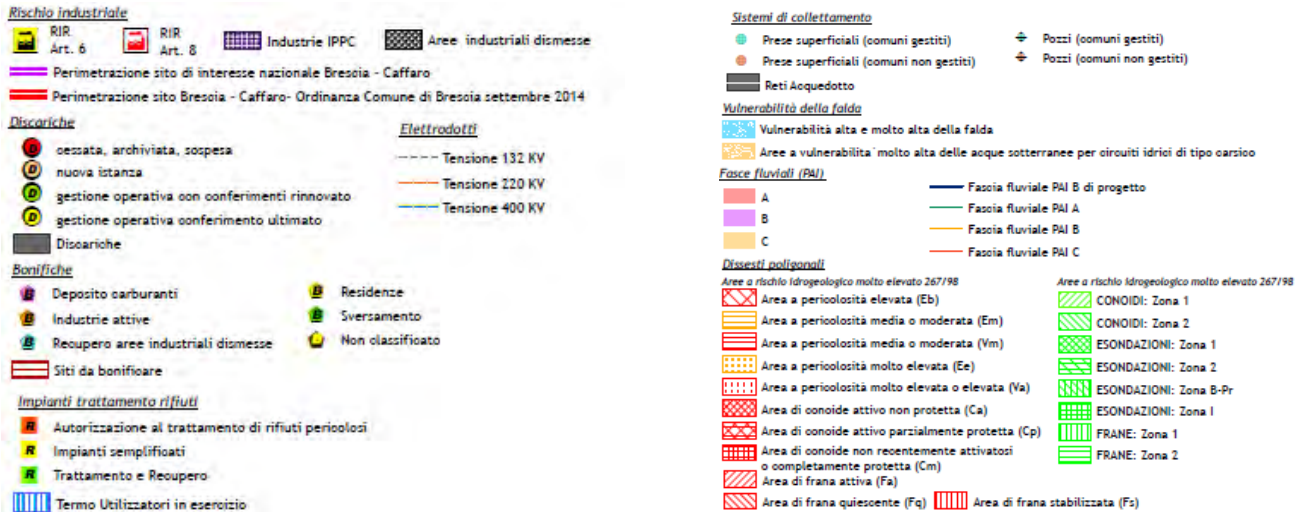 Rischio industriale
RIR
Art. 6
RIR
Art. 8
Industrie IPPC
Aree industriali dismesse
Perimetrazione sito di interesse nazionale Brescia - Caffaro
Perimetrazione sito Brescia - Caffaro- Ordinanza Comune di Brescia settembre 2014
Discariche
D cessata, archiviata, sospesa
D nuova istanza
D gestione operativa con conferimenti rinnovato
D gestione operativa conferimento ultimato
Discariche
Elettrodotti
Tensione 132 KV
Tensione 220 KV
Tensione 400 KV
Bonifiche
B Deposito carburanti
B Industrie attive
B Recupero aree industriali dismesse
B Residenze
B Sversamento
Non classificato
Siti da bonificare
Impianti trattamento rifiuti
R Autorizzazione al trattamento di rifiuti pericolosi
R Impianti semplificati
R Trattamento e Recupero
Termo Utilizzatori in esercizio
Sistemi di collettamento
Prese superficiali (comuni gestiti)
Prese superficiali (comuni non gestiti)
Pozzi (comuni gestiti)
Pozzi (comuni non gestiti)
Reti Acquedotto
Vulnerabilità della falda
Vulnerabilità alta e molto alta della falda
Aree a vulnerabilita` molto alta delle acque sotterranee per circuiti idrici di tipo carsico
Fasce fluviali (PAI)
A
B
C
Fascia fluviale PAI B di progetto
Fascia fluviale PAI A
Fascia fluviale PAI B
Fascia fluviale PAI C
Dissesti poligonali
Aree a rischio idrogeologico molto elevato 267/98
Area a pericolosità elevata (Eb)
Area a pericolosità media o moderata (Em)
Area a pericolosità media o moderata (Vm)
Area a pericolosità molto elevata (Ee)
Area a pericolosità molto elevata o elevata (Va)
Area di conoide attivo non protetta (Ca)
Area di conoide attivo parzialmente protetta (Cp)
Area di conoide non recentemente attivatosi
o completamente protetta (Cm)
Area di frana attiva (Fa)
Area di frana quiescente (Fq)
Area di frana stabilizzata (Fs)
Aree a rischio idrogeologico molto elevato 267/98
CONOIDI: Zona 1
CONOIDI: Zona 2
ESONDAZIONI: Zona 1
ESONDAZIONI: Zona 2
ESONDAZIONI: Zona B-Pr
ESONDAZIONI: Zona I
FRANE: Zona 1
FRANE: Zona 2